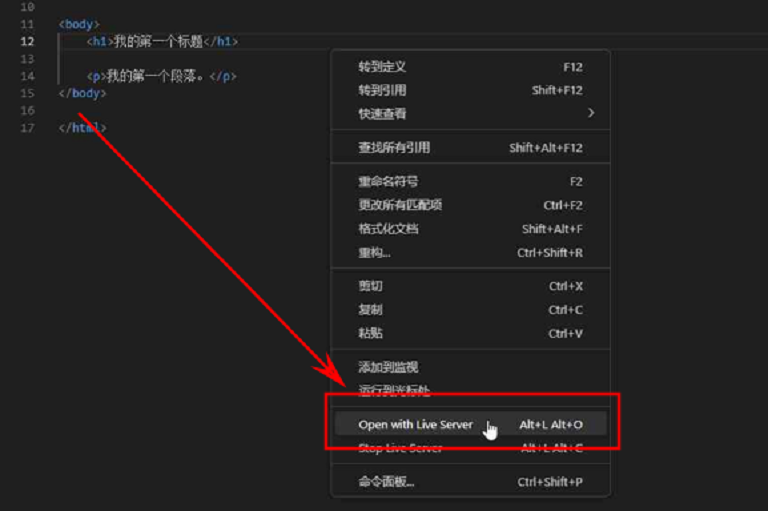 10
11 <body>
12 <h1>我的第一个标题</h1>
13
14 <p>我的第一个段落。</p>
15 </body>
16
17 </html>
转到定义 F12
转到引用 Shift+F12
快速查看
查找所有引用 Shift+Alt+F12
重命名符号 F2
更改所有匹配项 Ctrl+F2
格式化文档 Shift+Alt+F
重构... Ctrl+Shift+R
剪切 Ctrl+X
复制 Ctrl+C
粘贴 Ctrl+V
添加到监视
运行到光标处
Open with Live Server Alt+L Alt+O
Stop Live Server Alt+L Alt+C
命令面板... Ctrl+Shift+P